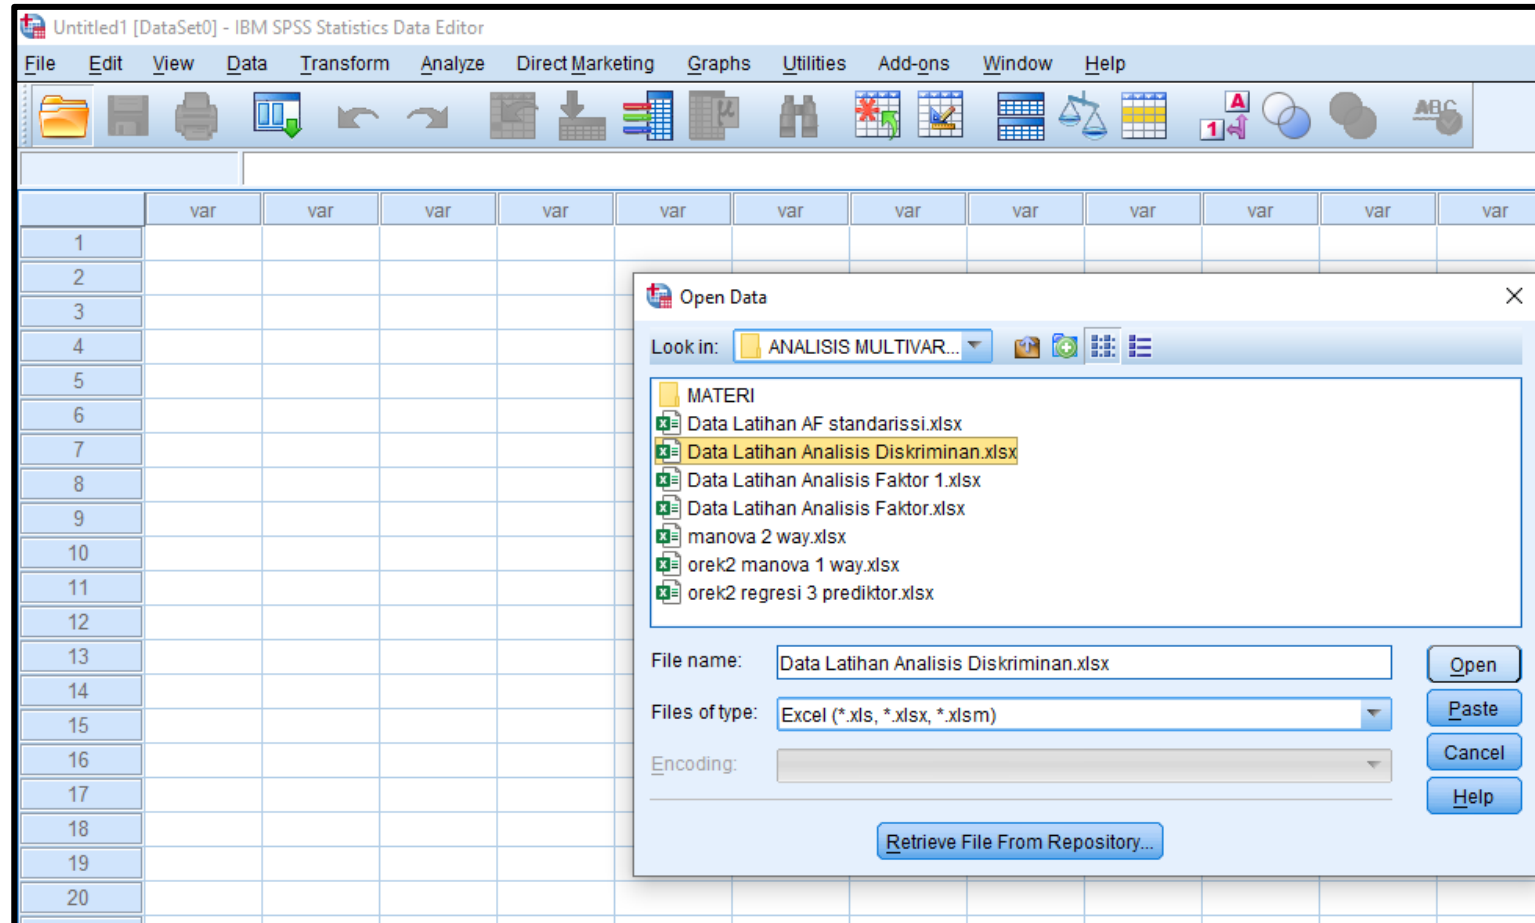 Untitled1 [DataSet0] - IBM SPSS Statistics Data Editor
File Edit View Data Transform Analyze Direct Marketing Graphs Utilities Add-ons Window Help
A
1
μ
ABC
var var var var var var var var var var var var
1
2
3
4
5
6
7
8
9
10
11
12
13
14
15
16
17
18
19
20
Open Data
Look in: ANALISIS MULTIVAR...
MATERI
Data Latihan AF standarissi.xlsx
Data Latihan Analisis Diskriminan.xlsx
Data Latihan Analisis Faktor 1.xlsx
Data Latihan Analisis Faktor.xlsx
manova 2 way.xlsx
orek2 manova 1 way.xlsx
orek2 regresi 3 prediktor.xlsx
File name: Data Latihan Analisis Diskriminan.xlsx
Open
Files of type: Excel (*.xls, *.xlsx, *.xlsm)
Paste
Cancel
Encoding:
Help
Retrieve File From Repository...